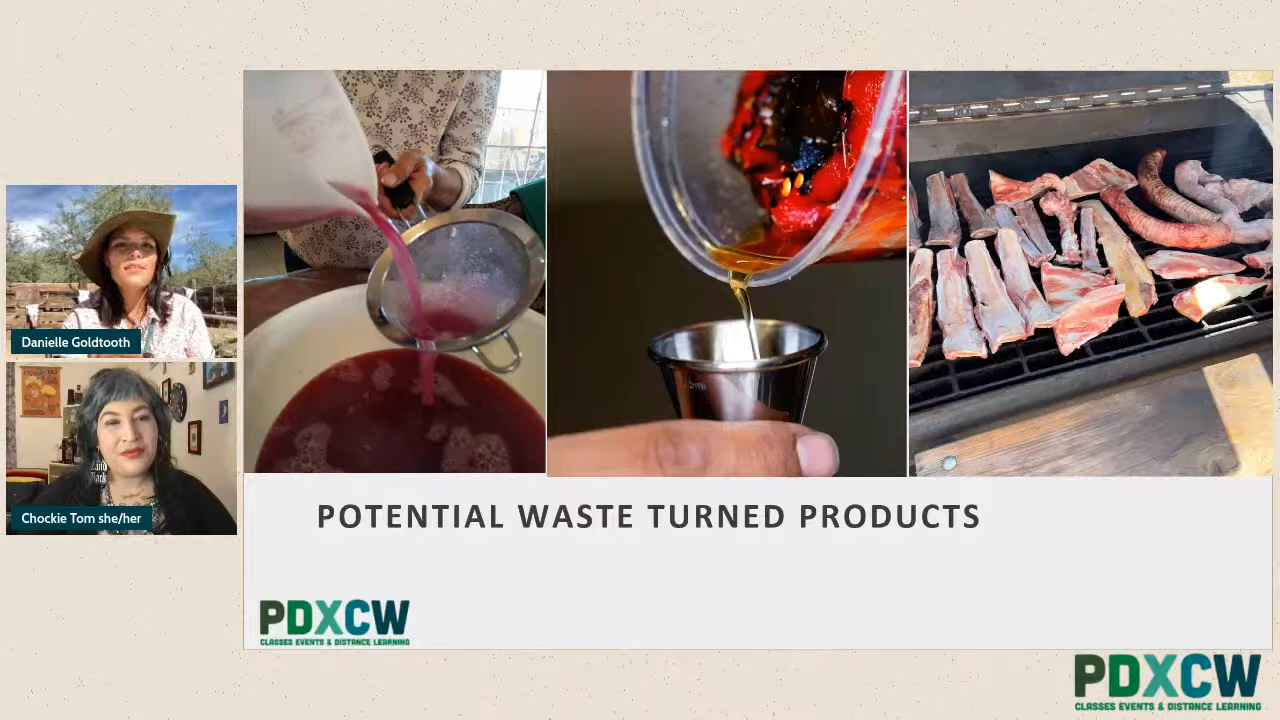 Danielle Goldtooth
Chockie Tom she/her
POTENTIAL WASTE TURNED PRODUCTS
PDXCW
CLASSES EVENTS & DISTANCE LEARNING
PDXCW
CLASSES EVENTS & DISTANCE LEARNING